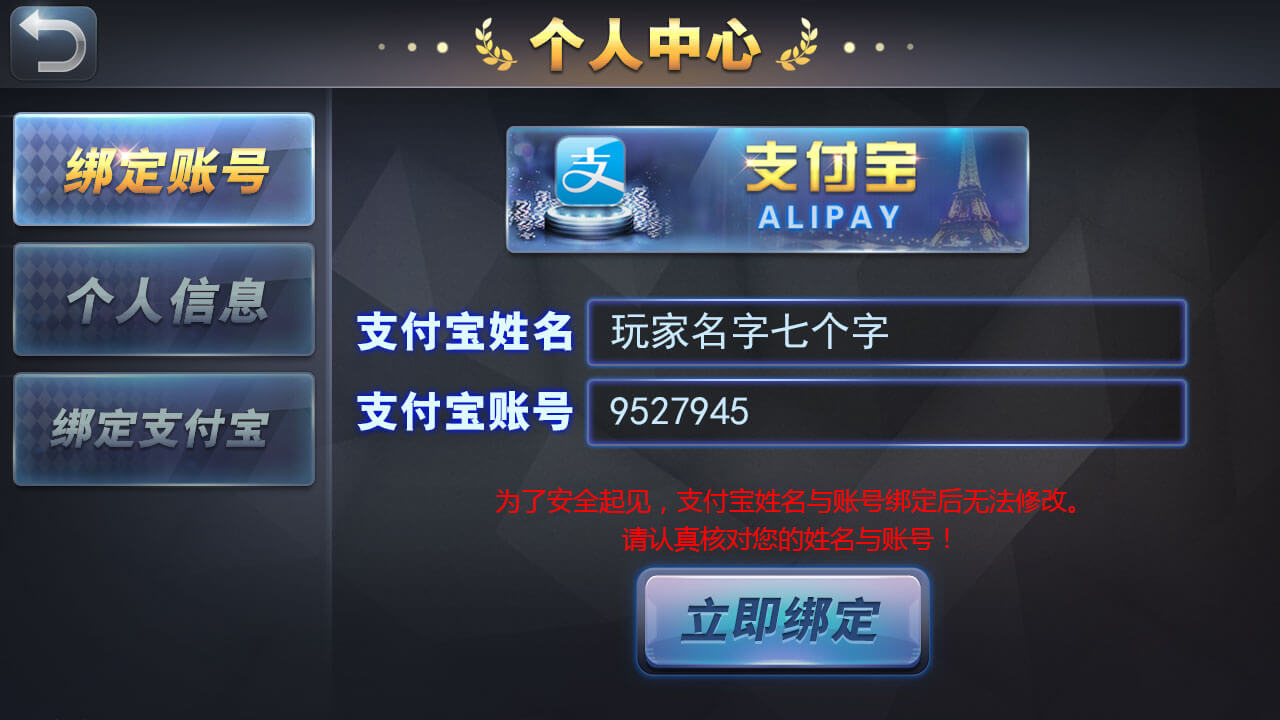 个人中心
绑定账号
个人信息
绑定支付宝
支
支付宝
ALIPAY
支付宝姓名 玩家名字七个字
支付宝账号 9527945
为了安全起见，支付宝姓名与账号绑定后无法修改。
请认真核对您的姓名与账号！
立即绑定